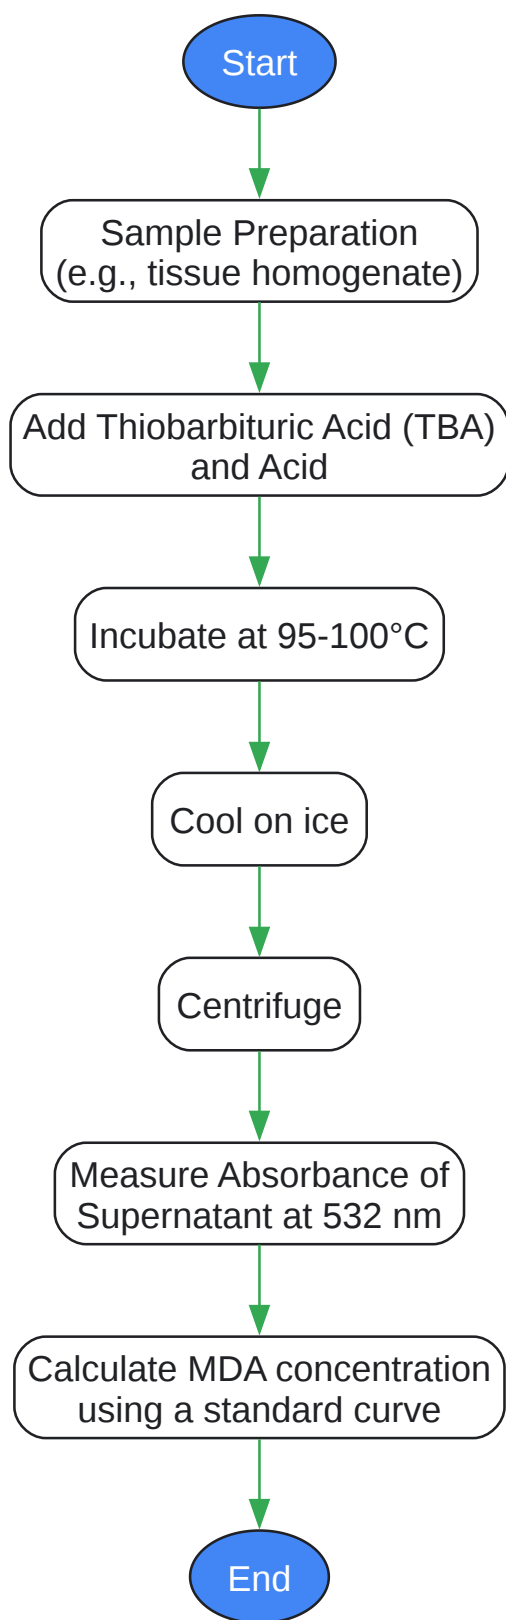 Start
Sample Preparation
(e.g., tissue homogenate)
Add Thiobarbituric Acid (TBA)
and Acid
Incubate at 95-100°C
Cool on ice
Centrifuge
Measure Absorbance of
Supernatant at 532 nm
Calculate MDA concentration
using a standard curve
End